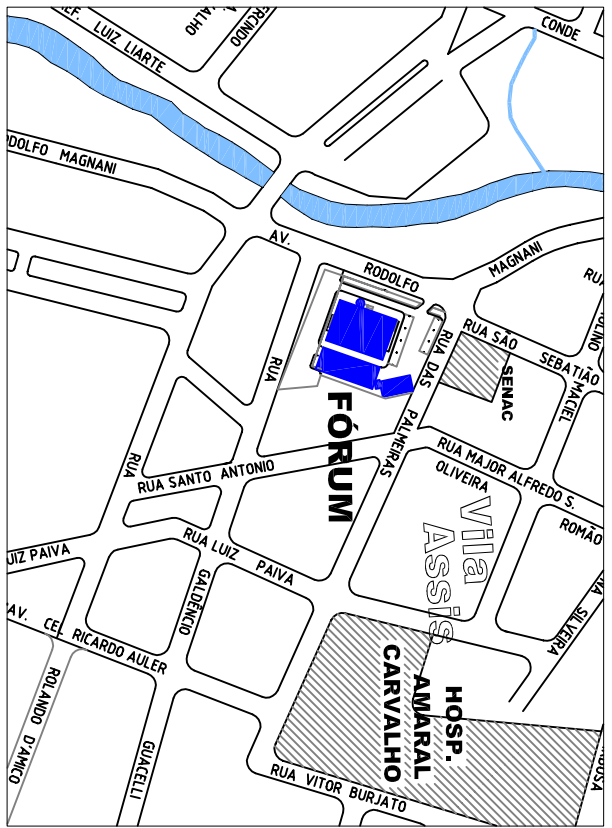 LUIZ LIARTE
CONDE
MAGNANI
AV.
RODOLFO
MAGNANI
RUA SÃO
SEBATIÃO
RUA DAS
PALMEIRAS
SENAC
MACIEL
RUA
FÓRUM
RUA MAJOR ALFREDO S.
OLIVEIRA
ROMÃO
RUA
RUA SANTO ANTONIO
Vila
Assis
RUA LUIZ PAIVA
PAIVA
GALDÊNCIO
SILVEIRA
AV. CEL RICARDO AULER
HOSP.
AMARAL
CARVALHO
ROLANDO D'AMICO
GUACELLI
RUA VITOR BURJATO